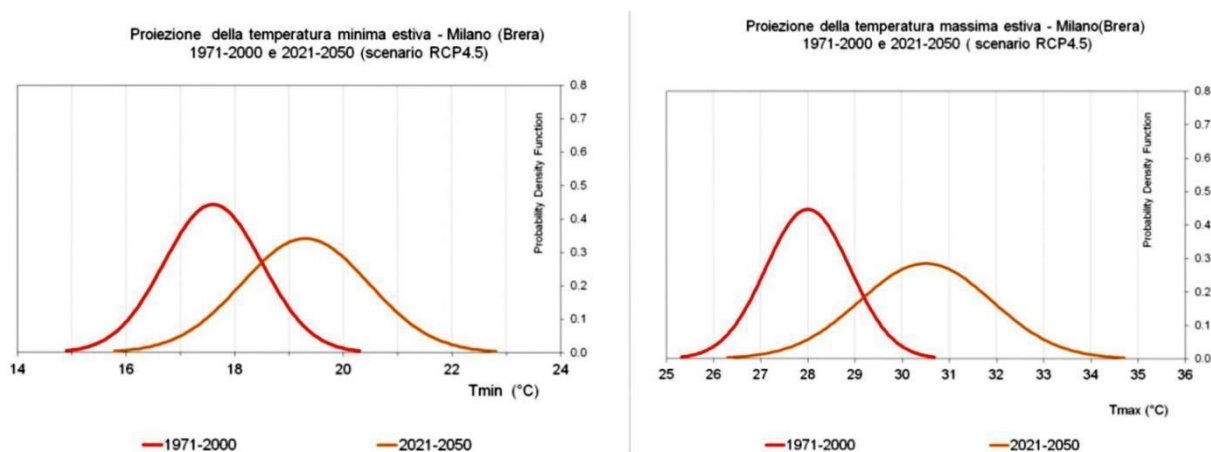 Proiezione della temperatura minima estiva - Milano (Brera)
1971-2000 e 2021-2050 (scenario RCP4.5)
0.8
0.7
0.6
0.5
0.4
0.3
0.2
0.1
0.0
Probability Density Function
14 16 18 20 22 24
Tmin (°C)
1971-2000 2021-2050
Proiezione della temperatura massima estiva - Milano(Brera)
1971-2000 e 2021-2050 ( scenario RCP4.5)
0.8
0.7
0.6
0.5
0.4
0.3
0.2
0.1
0.0
Probability Density Function
25 26 27 28 29 30 31 32 33 34 35 36
Tmax (°C)
1971-2000 2021-2050